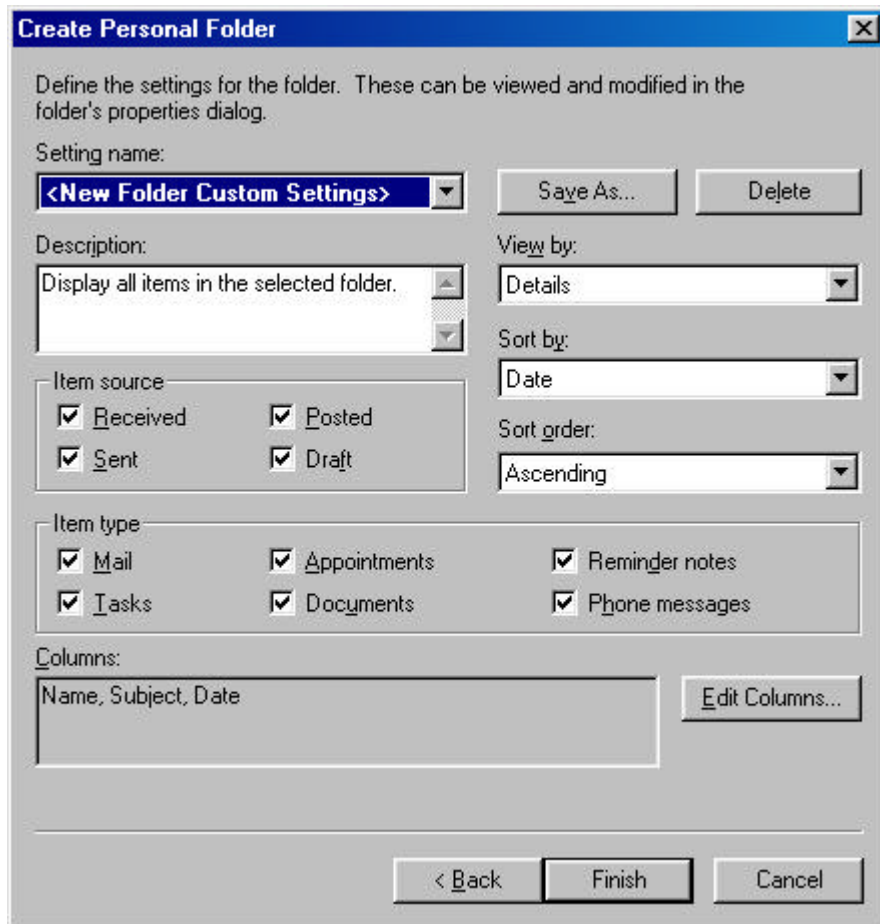 Create Personal Folder
Define the settings for the folder. These can be viewed and modified in the
folder's properties dialog.
Setting name:
<New Folder Custom Settings>
Save As...
Delete
Description:
Display all items in the selected folder.
View by:
Details
Sort by:
Date
Sort order:
Ascending
Item source
Received
Posted
Sent
Draft
Item type
Mail
Appointments
Reminder notes
Tasks
Documents
Phone messages
Columns:
Name, Subject, Date
Edit Columns...
< Back
Finish
Cancel